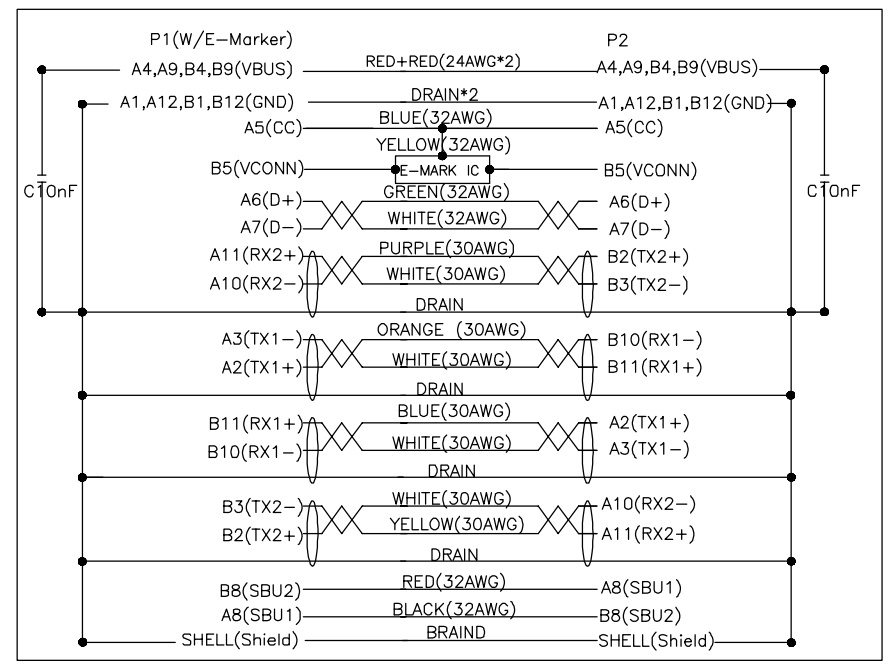 P1(W/E-Marker) P2
A4,A9,B4,B9(VBUS) RED+RED(24AWG*2) A4,A9,B4,B9(VBUS)
A1,A12,B1,B12(GND) DRAIN*2 A1,A12,B1,B12(GND)
A5(CC) BLUE(32AWG) A5(CC)
YELLOW(32AWG)
B5(VCONN) E-MARK IC B5(VCONN)
C10nF C10nF
A6(D+) GREEN(32AWG) A6(D+)
A7(D-) WHITE(32AWG) A7(D-)
A11(RX2+) PURPLE(30AWG) B2(TX2+)
A10(RX2-) WHITE(30AWG) B3(TX2-)
DRAIN
A3(TX1-) ORANGE (30AWG) B10(RX1-)
A2(TX1+) WHITE(30AWG) B11(RX1+)
DRAIN
B11(RX1+) BLUE(30AWG) A2(TX1+)
B10(RX1-) WHITE(30AWG) A3(TX1-)
DRAIN
B3(TX2-) WHITE(30AWG) A10(RX2-)
B2(TX2+) YELLOW(30AWG) A11(RX2+)
DRAIN
B8(SBU2) RED(32AWG) A8(SBU1)
A8(SBU1) BLACK(32AWG) B8(SBU2)
SHELL(Shield) BRAIND SHELL(Shield)